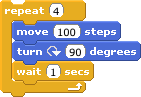 repeat 4
move 100 steps
turn ↻ 90 degrees
wait 1 secs